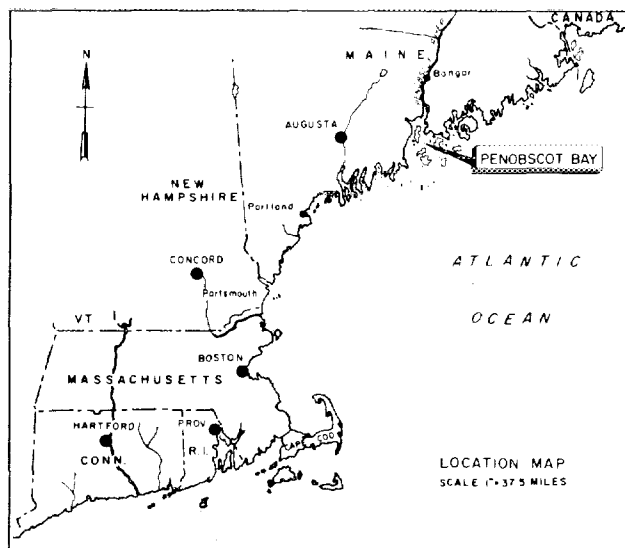 CANADA
N
MAINE
Bangor
AUGUSTA
PENOBSCOT BAY
NEW
HAMPSHIRE
Portland
CONCORD
ATLANTIC
Portsmouth
OCEAN
VT
BOSTON
MASSACHUSETTS
HARTFORD
PROV.
CAPE COD
R.I.
CONN.
LOCATION MAP
SCALE 1"=37.5 MILES